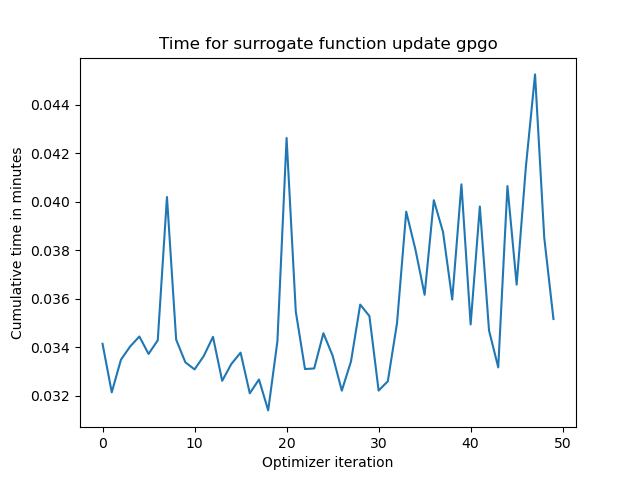 Time for surrogate function update gpgo
Cumulative time in minutes
0.044
0.042
0.040
0.038
0.036
0.034
0.032
0 10 20 30 40 50
Optimizer iteration